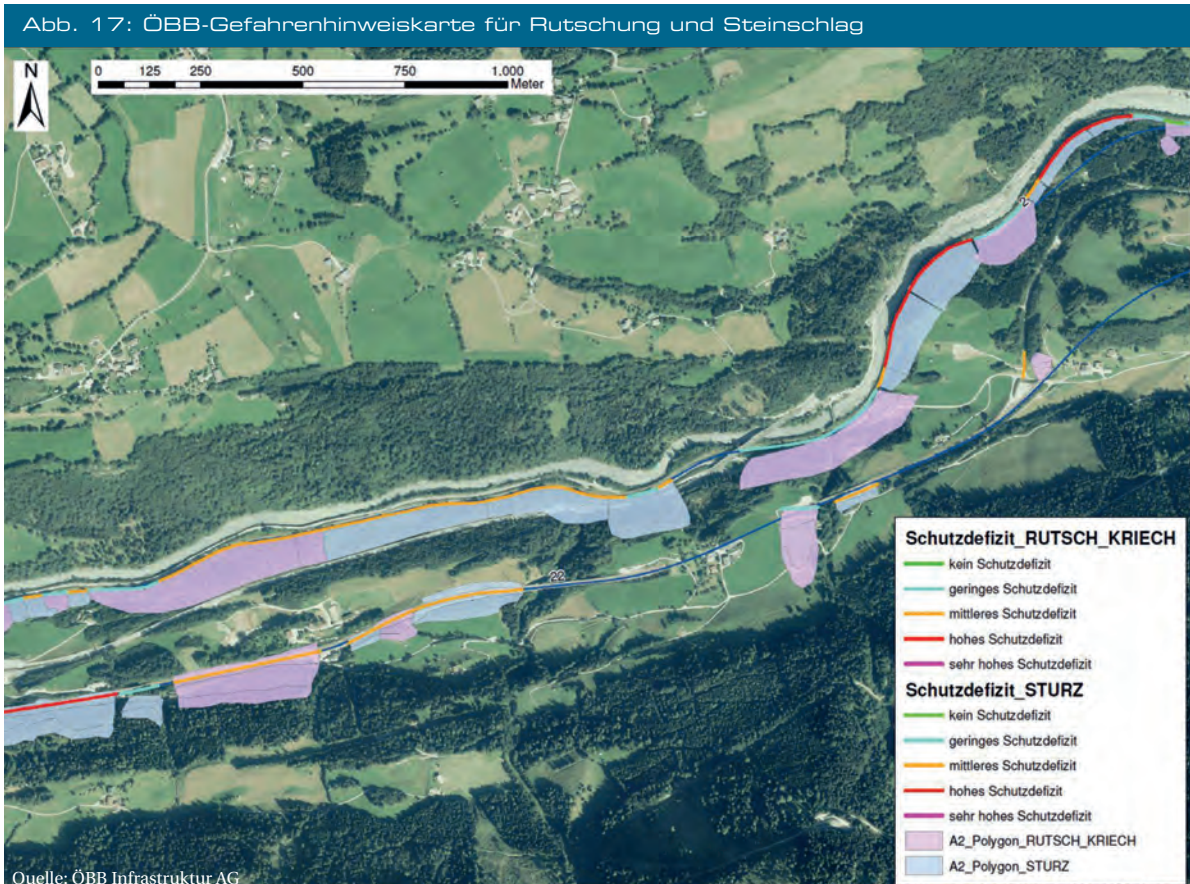 Abb. 17: ÖBB-Gefahrenhinweiskarte für Rutschung und Steinschlag
N
0 125 250 500 750 1.000
Meter
22
Schutzdefizit_RUTSCH_KRIECH
kein Schutzdefizit
geringes Schutzdefizit
mittleres Schutzdefizit
hohes Schutzdefizit
sehr hohes Schutzdefizit
Schutzdefizit_STURZ
kein Schutzdefizit
geringes Schutzdefizit
mittleres Schutzdefizit
hohes Schutzdefizit
sehr hohes Schutzdefizit
A2_Polygon_RUTSCH_KRIECH
A2_Polygon_STURZ
Quelle: ÖBB Infrastruktur AG